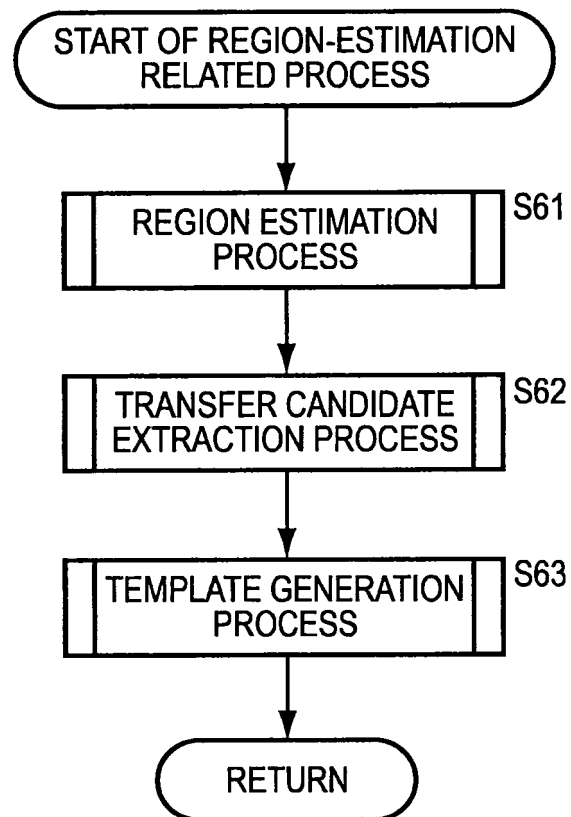 START OF REGION-ESTIMATION
RELATED PROCESS
S61
REGION ESTIMATION
PROCESS
S62
TRANSFER CANDIDATE
EXTRACTION PROCESS
S63
TEMPLATE GENERATION
PROCESS
RETURN